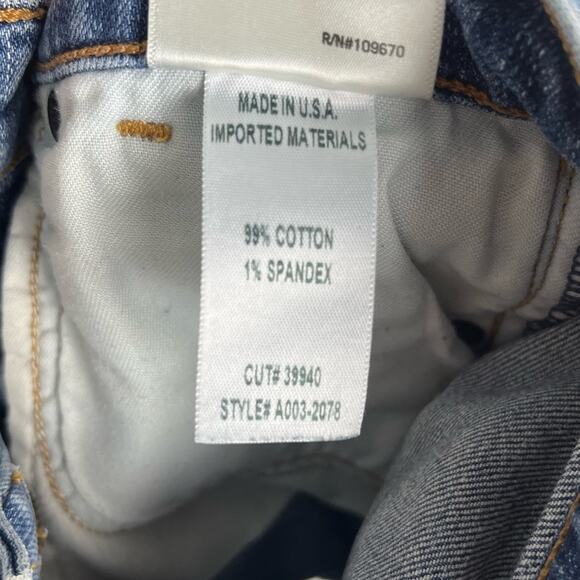 R/N#109670
MADE IN U.S.A.
IMPORTED MATERIALS
99% COTTON
1% SPANDEX
CUT# 39940
STYLE# A003-2078